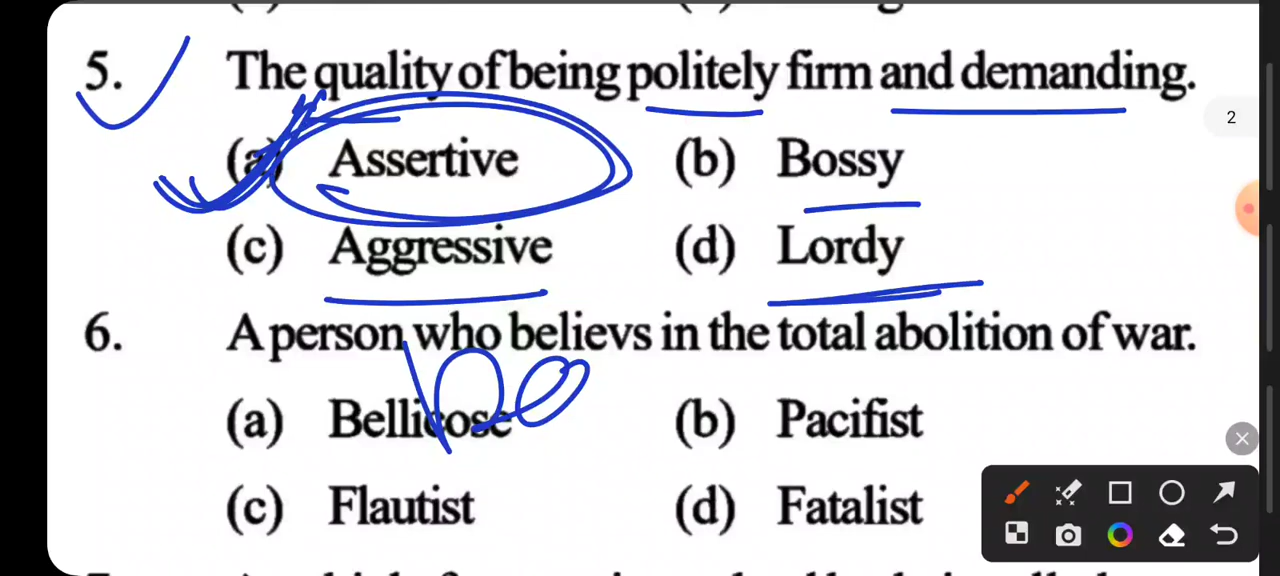 5. The quality of being politely firm and demanding.
(a) Assertive (b) Bossy
(c) Aggressive (d) Lordy
2
6. A person who believs in the total abolition of war.
(a) Bellicose (b) Pacifist
(c) Flautist (d) Fatalist